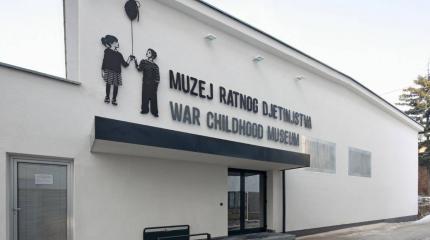 MUZEJ RATNOG DJETINJSTVA
WAR CHILDHOOD MUSEUM